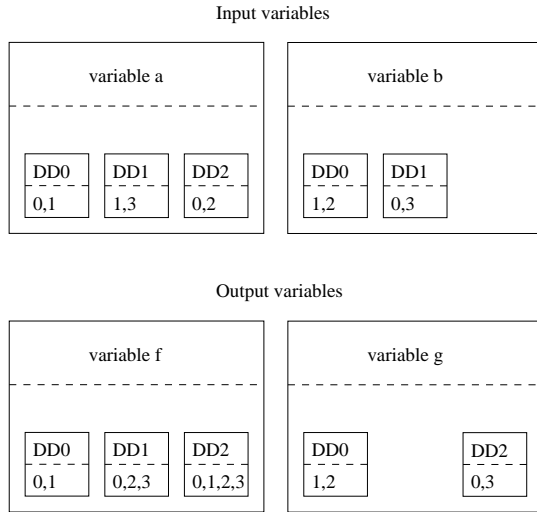 Input variables
variable a
variable b
DD0 DD1 DD2
0,1 1,3 0,2
DD0 DD1
1,2 0,3
Output variables
variable f
variable g
DD0 DD1 DD2
0,1 0,2,3 0,1,2,3
DD0 DD2
1,2 0,3